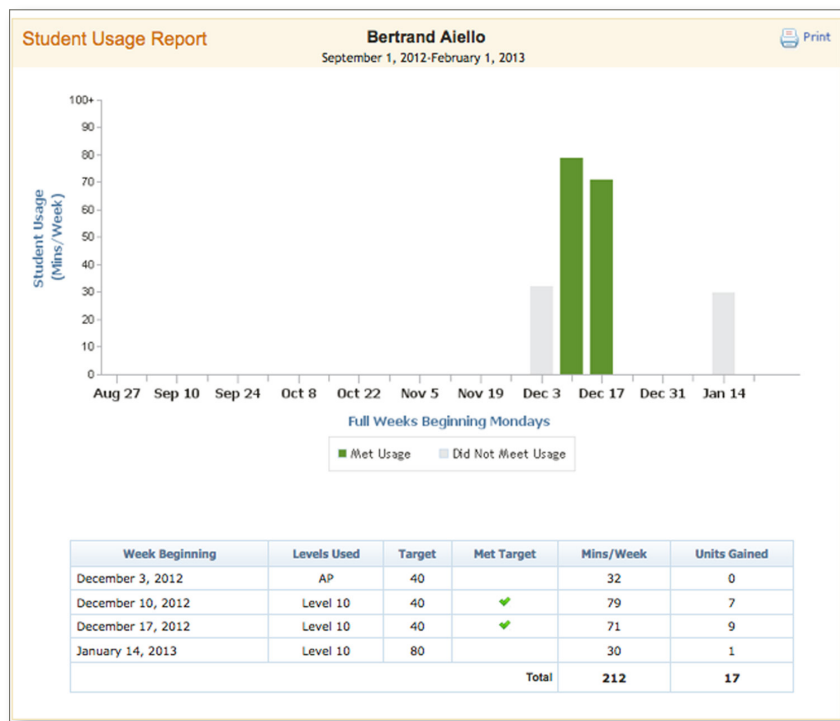 Student Usage Report
Bertrand Aiello
Print
September 1, 2012-February 1, 2013
100+
90
80
70
60
50
40
30
20
10
0
Student Usage
(Mins/Week)
Aug 27 Sep 10 Sep 24 Oct 8 Oct 22 Nov 5 Nov 19 Dec 3 Dec 17 Dec 31 Jan 14
Full Weeks Beginning Mondays
Met Usage Did Not Meet Usage
Week Beginning Levels Used Target Met Target Mins/Week Units Gained
December 3, 2012 AP 40 32 0
December 10, 2012 Level 10 40 79 7
December 17, 2012 Level 10 40 71 9
January 14, 2013 Level 10 80 30 1
Total 212 17